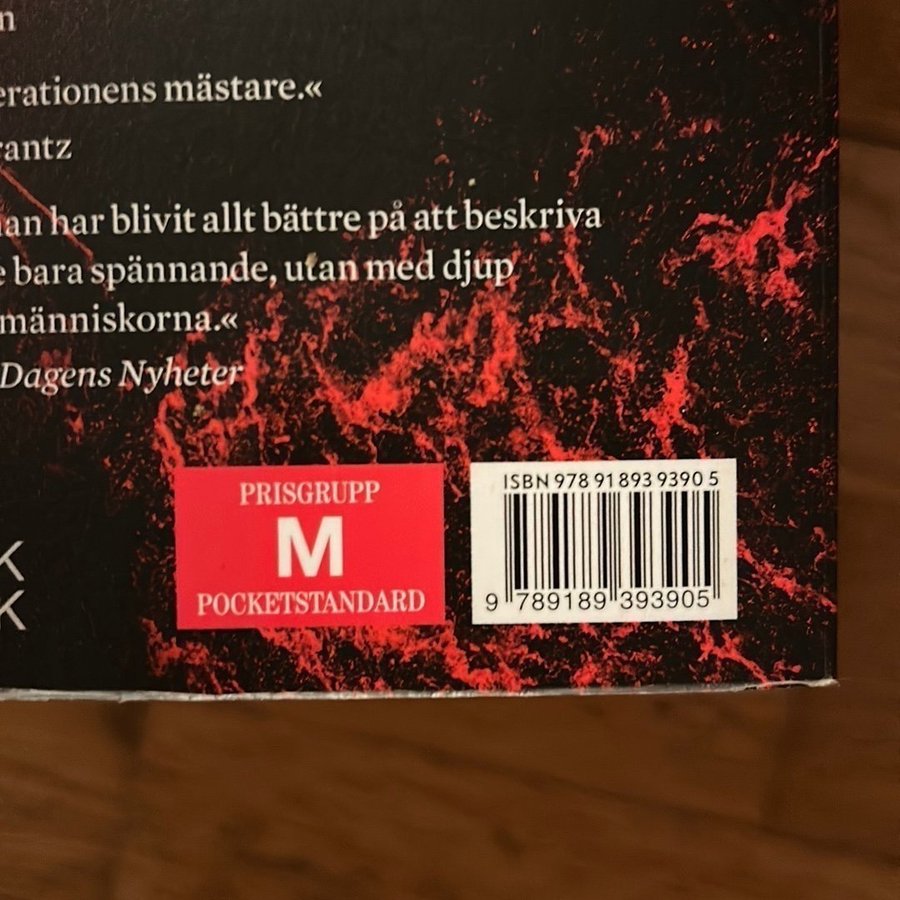 n
erationens mästare.«
rantz
an har blivit allt bättre på att beskriva
e bara spännande, utan med djup
människorna.«
Dagens Nyheter
K
K
PRISGRUPP
M
POCKETSTANDARD
ISBN 978 91 893 9390 5
9 789189 393905